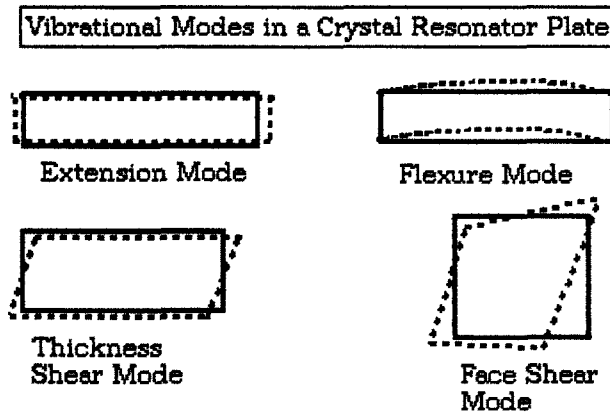 Vibrational Modes in a Crystal Resonator Plate
Extension Mode
Flexure Mode
Thickness
Shear Mode
Face Shear
Mode